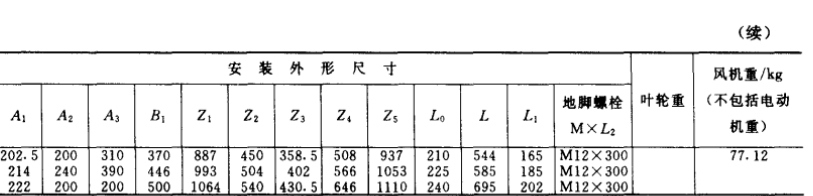 (续)
安装外形尺寸 叶轮重 风机重/kg
(不包括电动
机重)
A₁ A₂ A₃ B₁ Z₁ Z₂ Z₃ Z₄ Z₅ L₀ L L₁ 地脚螺栓
M×L₂
202.5 200 310 370 887 450 358.5 508 937 210 544 165 M12×300 77.12
214 240 390 446 993 504 402 566 1053 225 585 185 M12×300
222 200 200 500 1064 540 430.5 646 1110 240 695 202 M12×300